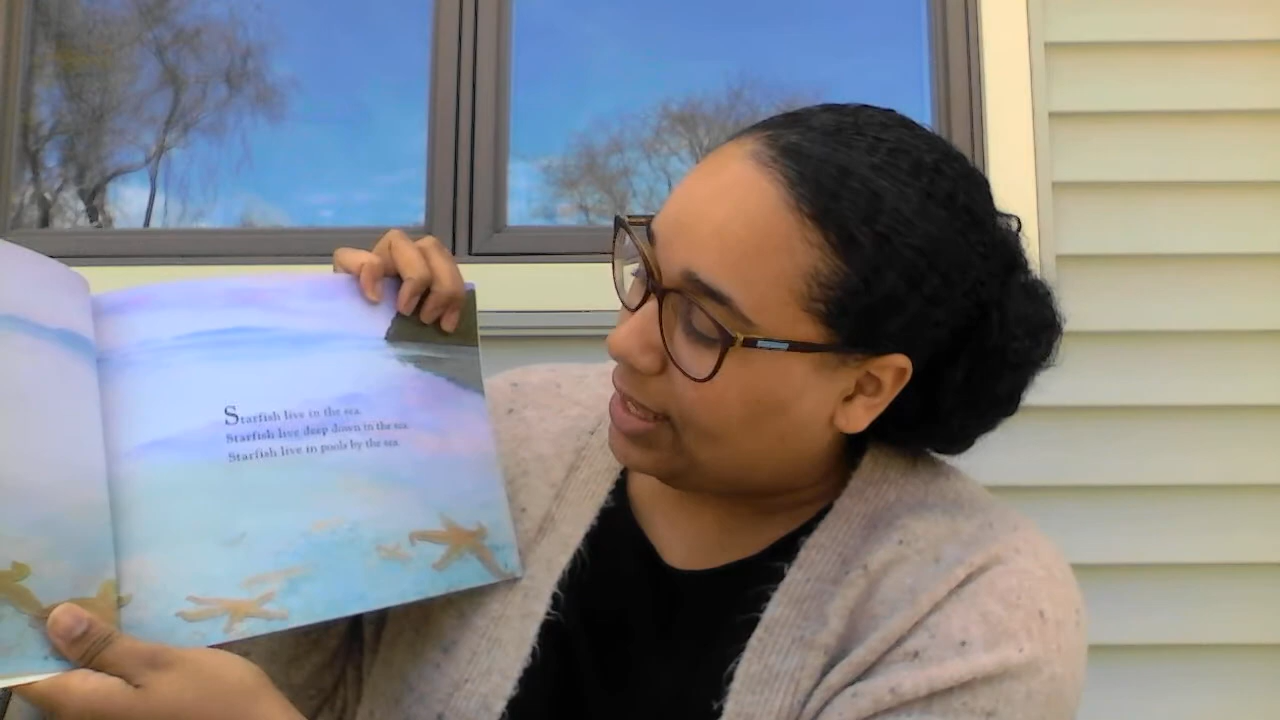 Starfish live in the sea.
Starfish live deep down in the sea.
Starfish live in pools by the sea.